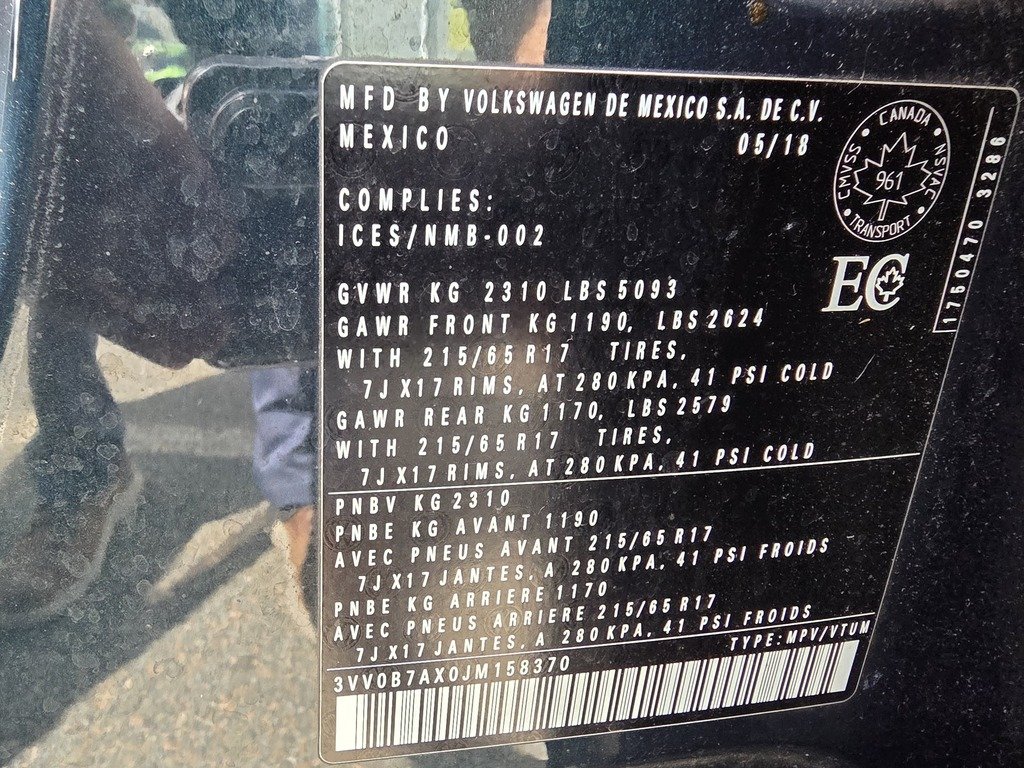 MFD BY VOLKSWAGEN DE MEXICO S.A. DE C.V.
MEXICO 05/18
CANADA
CMVSS NSVAC
961
TRANSPORT
EC
1750470 3286
COMPLIES:
ICES/NMB-002
GVWR KG 2310 LBS 5093
GAWR FRONT KG 1190, LBS 2624
WITH 215/65 R17 TIRES,
7J X17 RIMS, AT 280 KPA, 41 PSI COLD
GAWR REAR KG 1170, LBS 2579
WITH 215/65 R17 TIRES,
7J X17 RIMS, AT 280 KPA, 41 PSI COLD
PNBV KG 2310
PNBE KG AVANT 1190
AVEC PNEUS AVANT 215/65 R17
7J X17 JANTES, A 280 KPA, 41 PSI FROIDS
PNBE KG ARRIERE 1170
AVEC PNEUS ARRIERE 215/65 R17
7J X17 JANTES, A 280 KPA, 41 PSI FROIDS
3VV0B7AX0JM158370 TYPE: MPV/VTUM